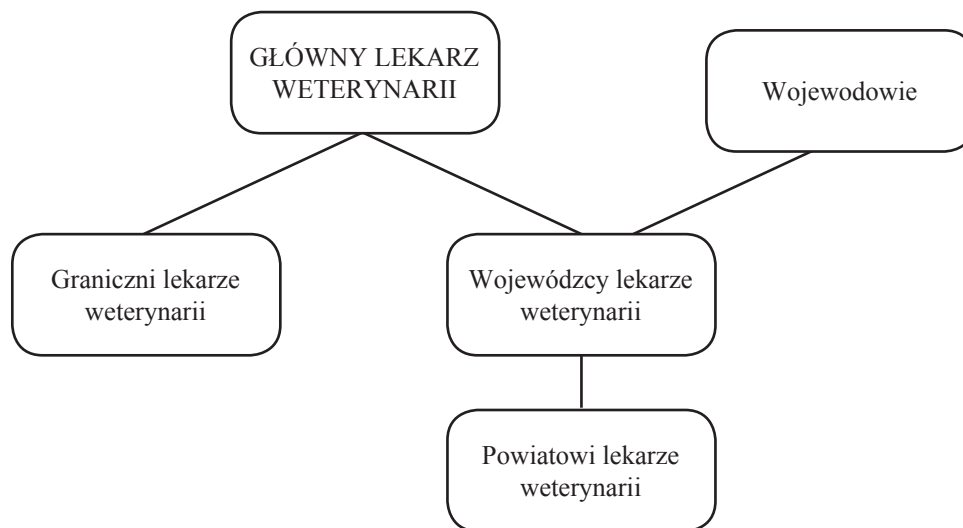 GŁÓWNY LEKARZ
WETERYNARII
Wojewodowie
Graniczni lekarze
weterynarii
Wojewódzcy lekarze
weterynarii
Powiatowi lekarze
weterynarii